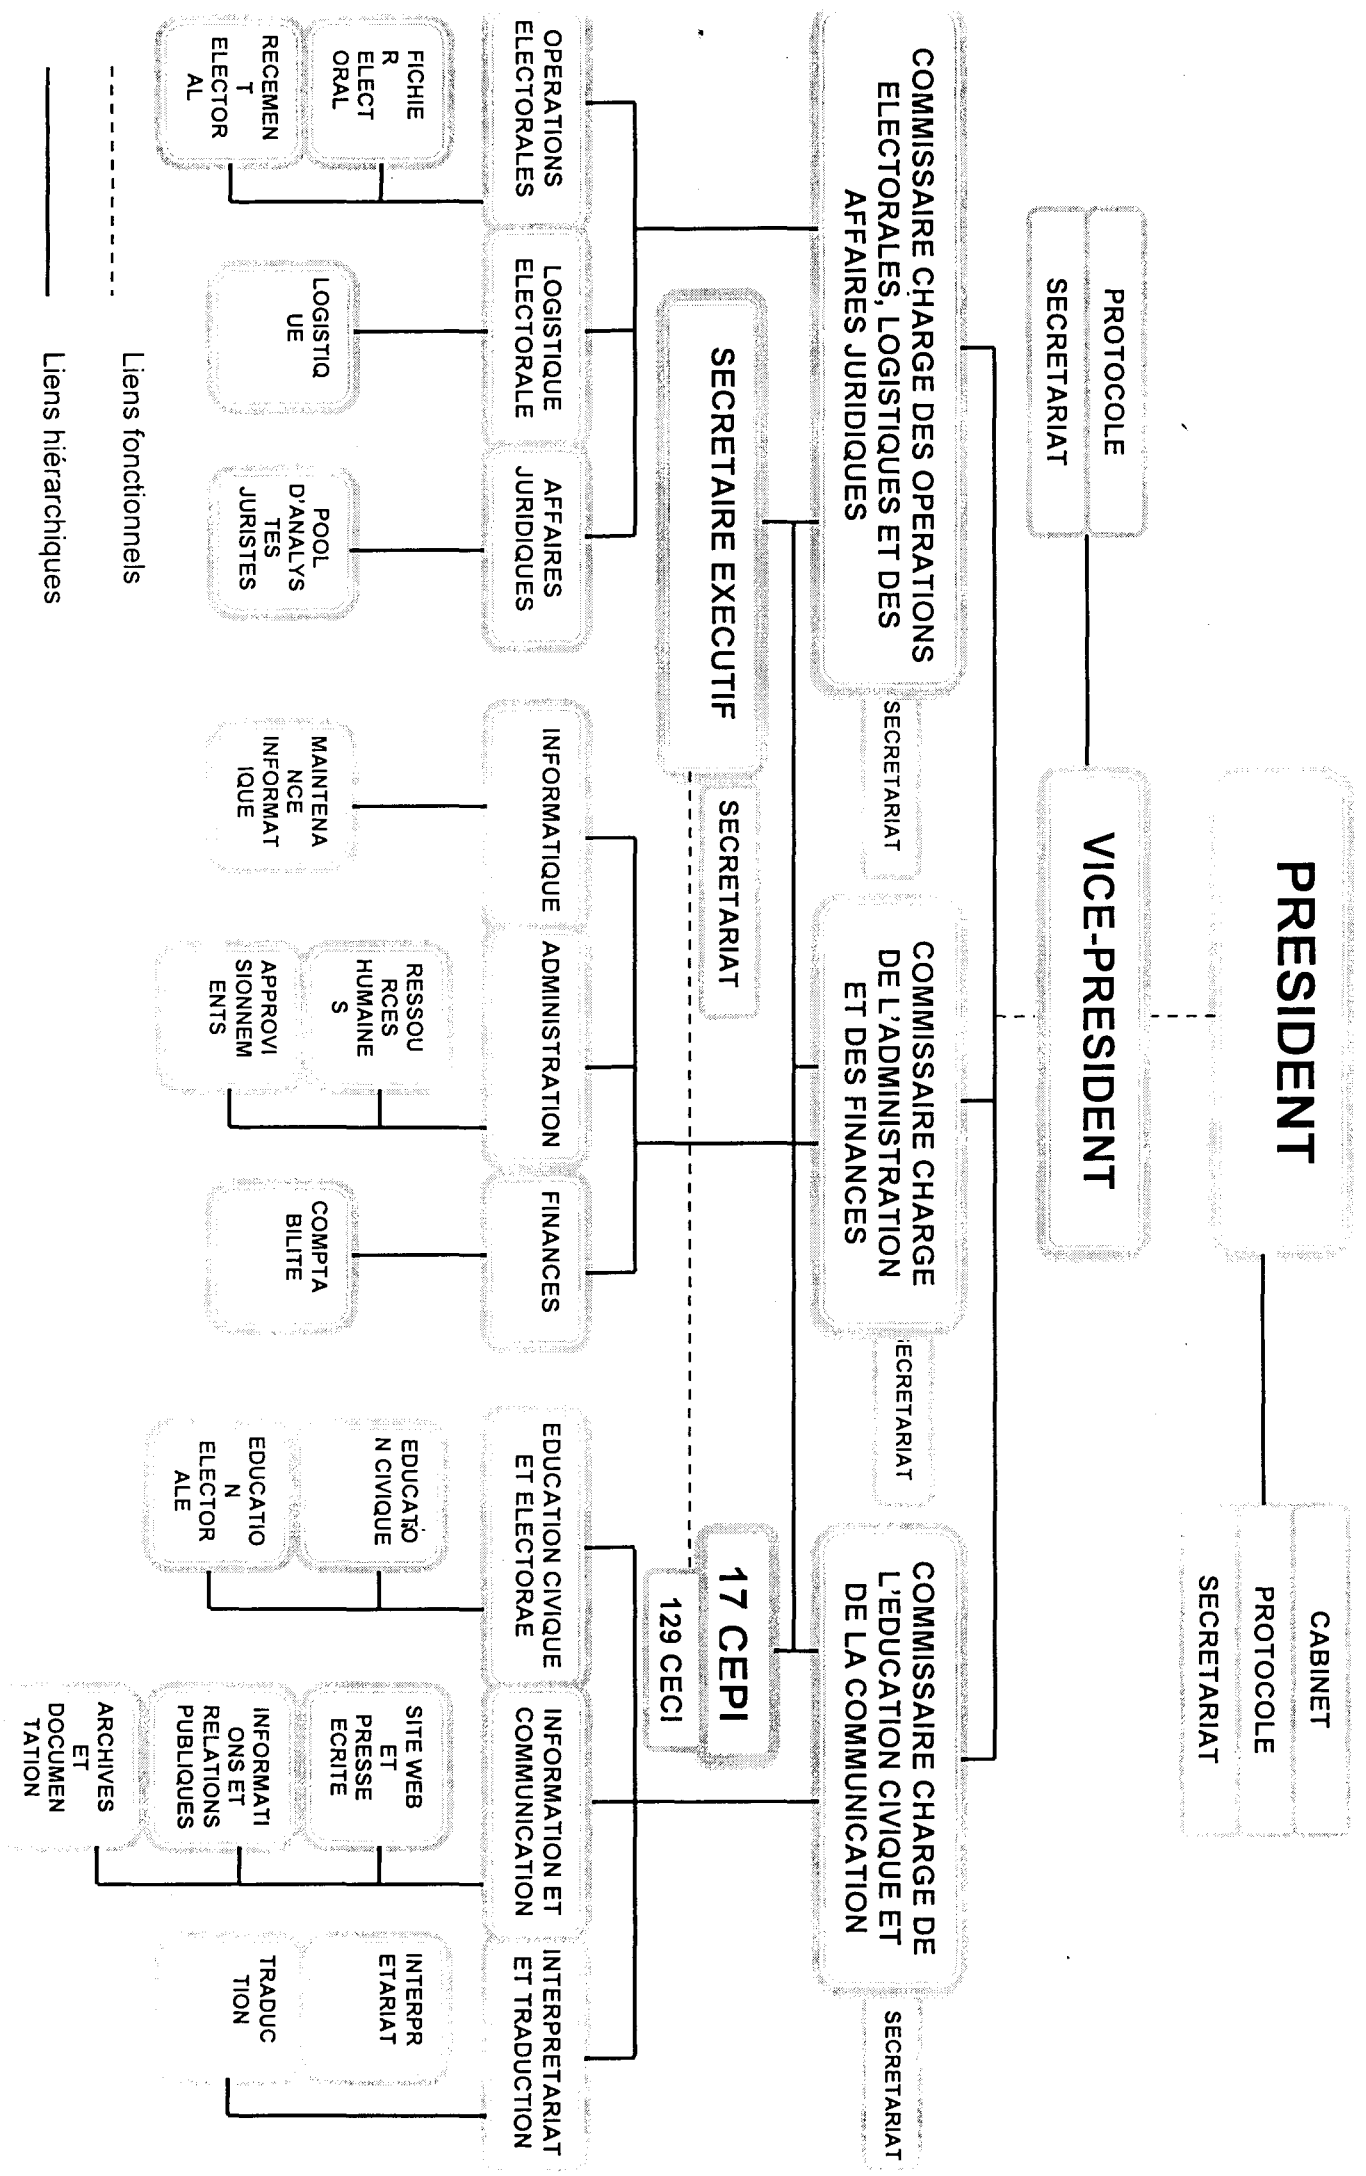 PRESIDENT
CABINET
PROTOCOLE
SECRETARIAT
PROTOCOLE
SECRETARIAT
VICE-PRESIDENT
COMMISSAIRE CHARGE DES OPERATIONS
ELECTORALES, LOGISTIQUES ET DES
AFFAIRES JURIDIQUES
SECRETARIAT
COMMISSAIRE CHARGE
DE L'ADMINISTRATION
ET DES FINANCES
ECRETARIAT
COMMISSAIRE CHARGE DE
L'EDUCATION CIVIQUE ET
DE LA COMMUNICATION
SECRETARIAT
SECRETAIRE EXECUTIF
SECRETARIAT
17 CEPI
129 CECI
OPERATIONS
ELECTORALES
LOGISTIQUE
ELECTORALE
AFFAIRES
JURIDIQUES
INFORMATIQUE
ADMINISTRATION
FINANCES
EDUCATION CIVIQUE
ET ELECTORAE
INFORMATION ET
COMMUNICATION
INTERPRETARIAT
ET TRADUCTION
FICHIE
R
ELECT
ORAL
RECEMEN
T
ELECTOR
AL
LOGISTIQ
UE
POOL
D'ANALYS
TES
JURISTES
MAINTENA
NCE
INFORMAT
IQUE
RESSOU
RCES
HUMAINE
S
APPROVI
SIONNEM
ENTS
COMPTA
BILITE
EDUCATIO
N CIVIQUE
EDUCATIO
N
ELECTOR
ALE
SITE WEB
ET
PRESSE
ECRITE
INFORMATI
ONS ET
RELATIONS
PUBLIQUES
ARCHIVES
ET
DOCUMEN
TATION
INTERPR
ETARIAT
TRADUC
TION
Liens fonctionnels
Liens hiérarchiques